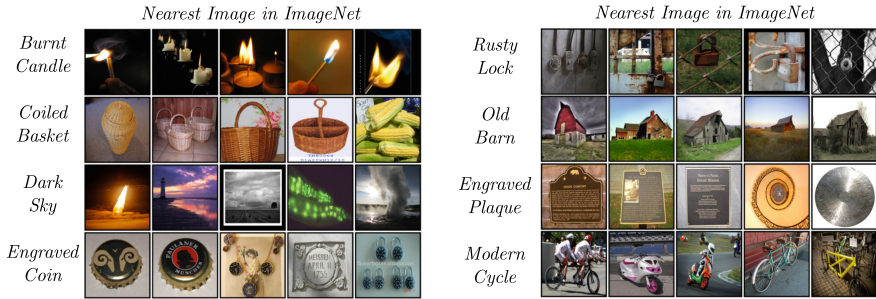 Nearest Image in ImageNet
Burnt
Candle
Coiled
Basket
Dark
Sky
Engraved
Coin
PAULANER
MÜNCHEN
Nearest Image in ImageNet
Rusty
Lock
Old
Barn
Engraved
Plaque
Modern
Cycle